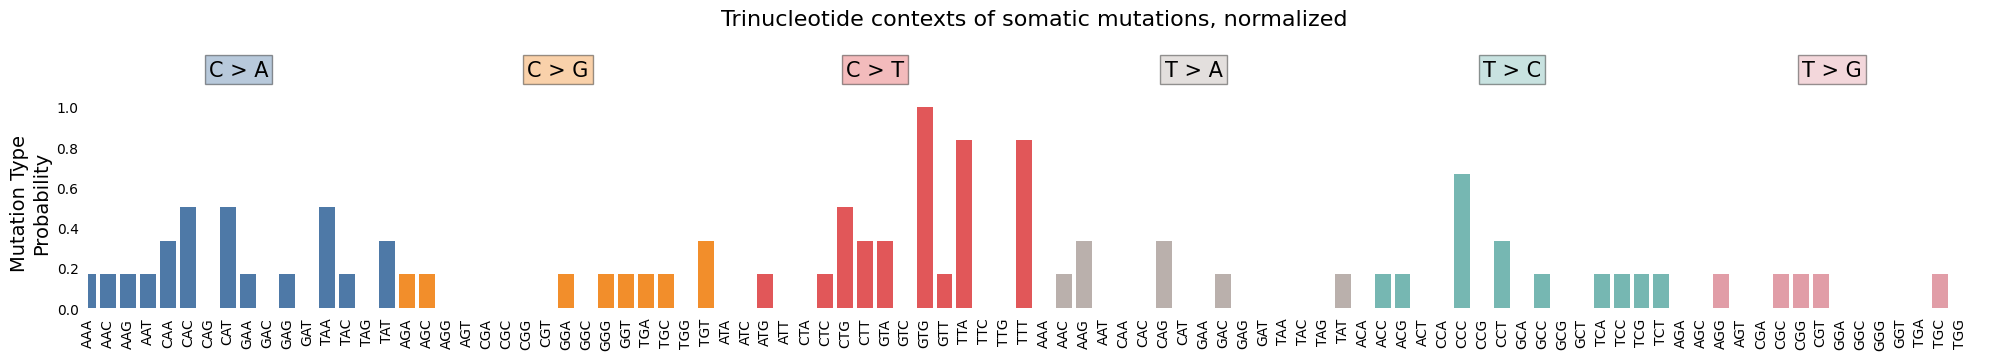 Trinucleotide contexts of somatic mutations, normalized
C > A
C > G
C > T
T > A
T > C
T > G
Mutation Type
Probability
1.0
0.8
0.6
0.4
0.2
0.0
AAA
AAC
AAG
AAT
CAA
CAC
CAG
CAT
GAA
GAC
GAG
GAT
TAA
TAC
TAG
TAT
AGA
AGC
AGG
AGT
CGA
CGC
CGG
CGT
GGA
GGC
GGG
GGT
TGA
TGC
TGG
TGT
ATA
ATC
ATG
ATT
CTA
CTC
CTG
CTT
GTA
GTC
GTG
GTT
TTA
TTC
TTG
TTT
AAA
AAC
AAG
AAT
CAA
CAC
CAG
CAT
GAA
GAC
GAG
GAT
TAA
TAC
TAG
TAT
ACA
ACC
ACG
ACT
CCA
CCC
CCG
CCT
GCA
GCC
GCG
GCT
TCA
TCC
TCG
TCT
AGA
AGC
AGG
AGT
CGA
CGC
CGG
CGT
GGA
GGC
GGG
GGT
TGA
TGC
TGG